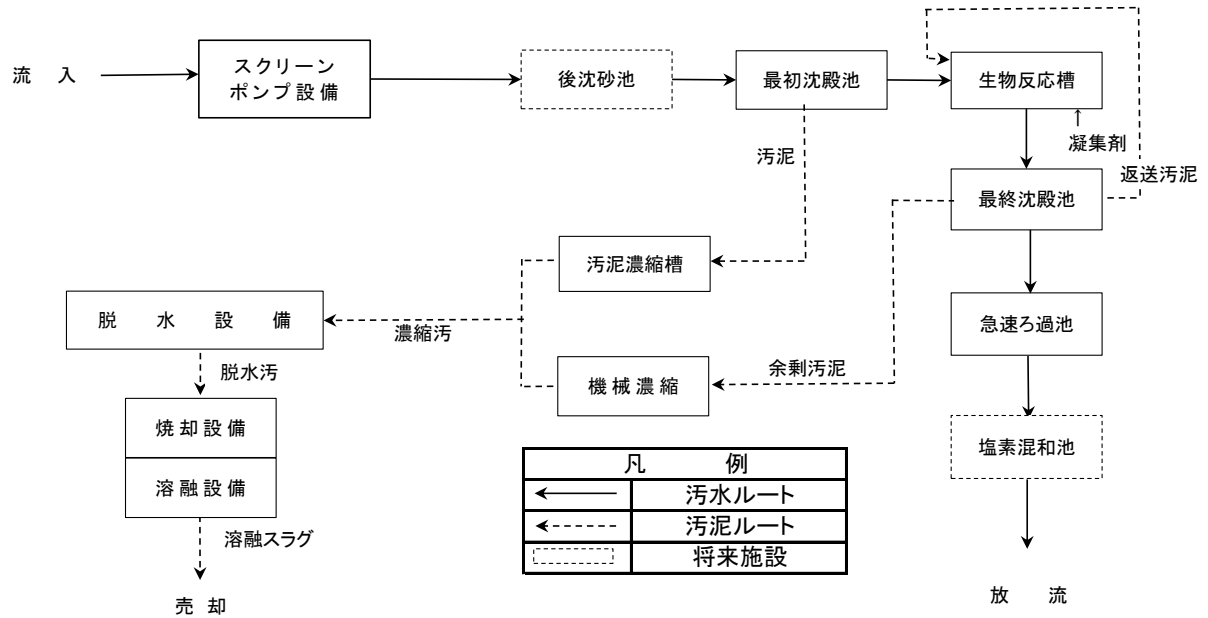 流 入
スクリーン
ポンプ設備
後沈砂池
最初沈殿池
生物反応槽
↑
凝集剤
汚泥
返送汚泥
最終沈殿池
汚泥濃縮槽
脱 水 設 備
濃縮汚
急速ろ過池
脱水汚
余剰汚泥
機械濃縮
焼却設備
塩素混和池
溶融設備
凡 例
汚水ルート
汚泥ルート
将来施設
溶融スラグ
売 却
放 流